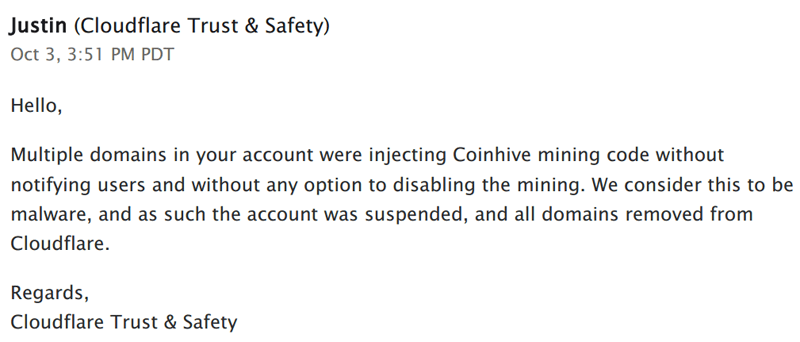 Justin (Cloudflare Trust & Safety)
Oct 3, 3:51 PM PDT
Hello,
Multiple domains in your account were injecting Coinhive mining code without
notifying users and without any option to disabling the mining. We consider this to be
malware, and as such the account was suspended, and all domains removed from
Cloudflare.
Regards,
Cloudflare Trust & Safety